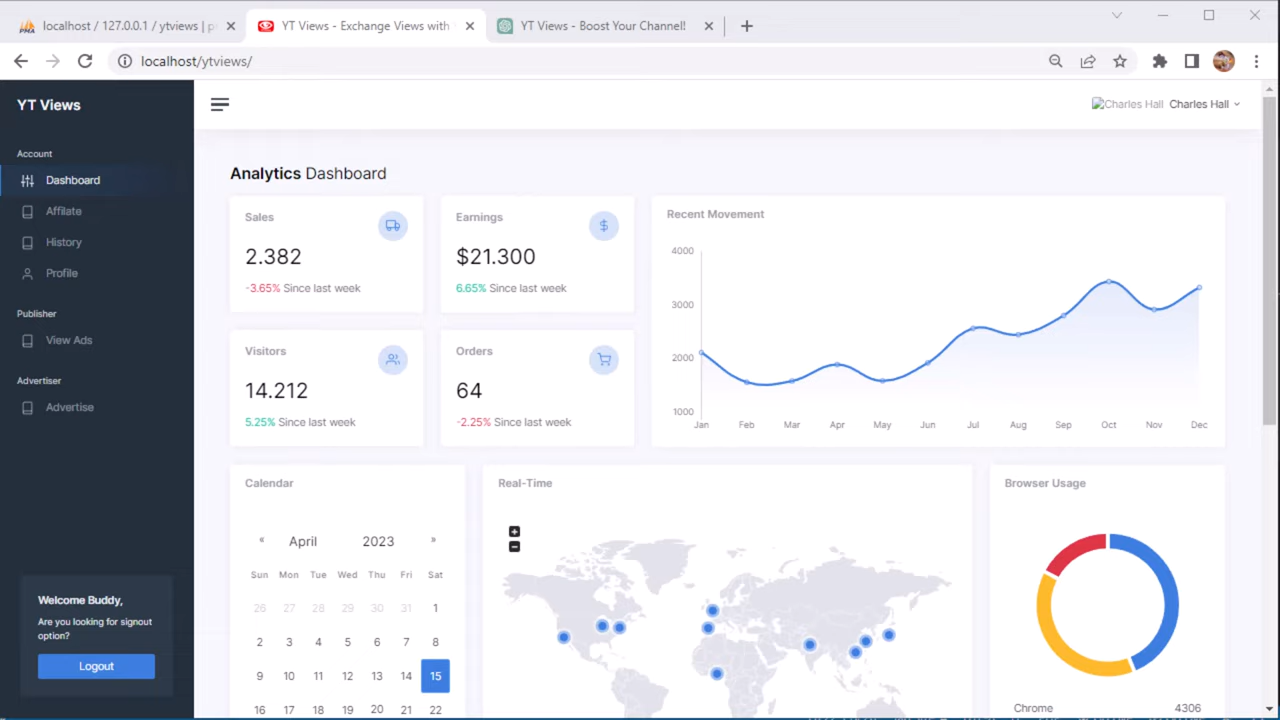 localhost / 127.0.0.1 / ytviews | p
YT Views - Exchange Views with
YT Views - Boost Your Channel!
localhost/ytviews/
YT Views
Charles Hall Charles Hall
Account
Dashboard
Affilate
History
Profile
Publisher
View Ads
Advertiser
Advertise
Welcome Buddy,
Are you looking for signout
option?
Logout
Analytics Dashboard
Sales
2.382
-3.65% Since last week
Earnings
$21.300
6.65% Since last week
Visitors
14.212
5.25% Since last week
Orders
64
-2.25% Since last week
Recent Movement
4000
3000
2000
1000
Jan Feb Mar Apr May Jun Jul Aug Sep Oct Nov Dec
Calendar
« April 2023 »
Sun Mon Tue Wed Thu Fri Sat
26 27 28 29 30 31 1
2 3 4 5 6 7 8
9 10 11 12 13 14 15
16 17 18 19 20 21 22
Real-Time
Browser Usage
Chrome 4306